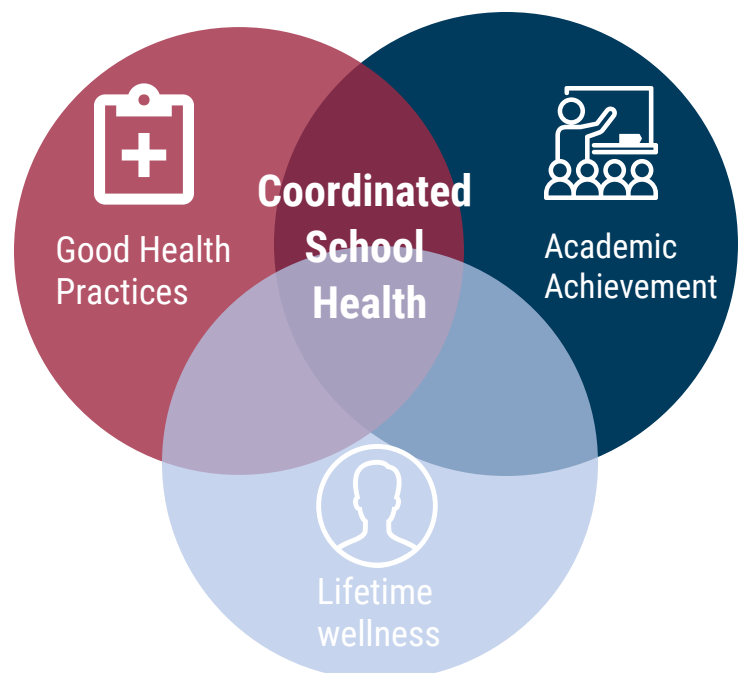 Coordinated
School
Health
Good Health
Practices
Academic
Achievement
Lifetime
wellness